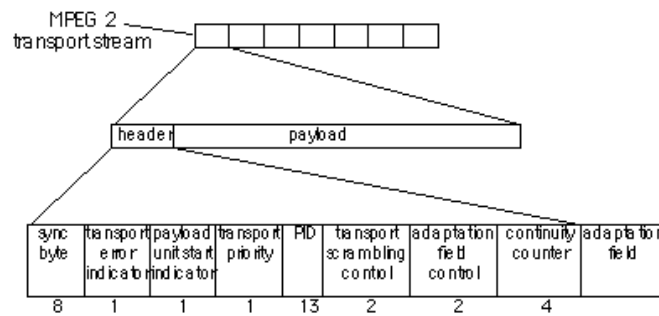 MPEG 2
transport stream
header
payload
sync byte
transport error indicator
payload unit start indicator
transport priority
PID
transport scrambling control
adaptation field control
continuity counter
adaptation field
8 1 1 1 13 2 2 4